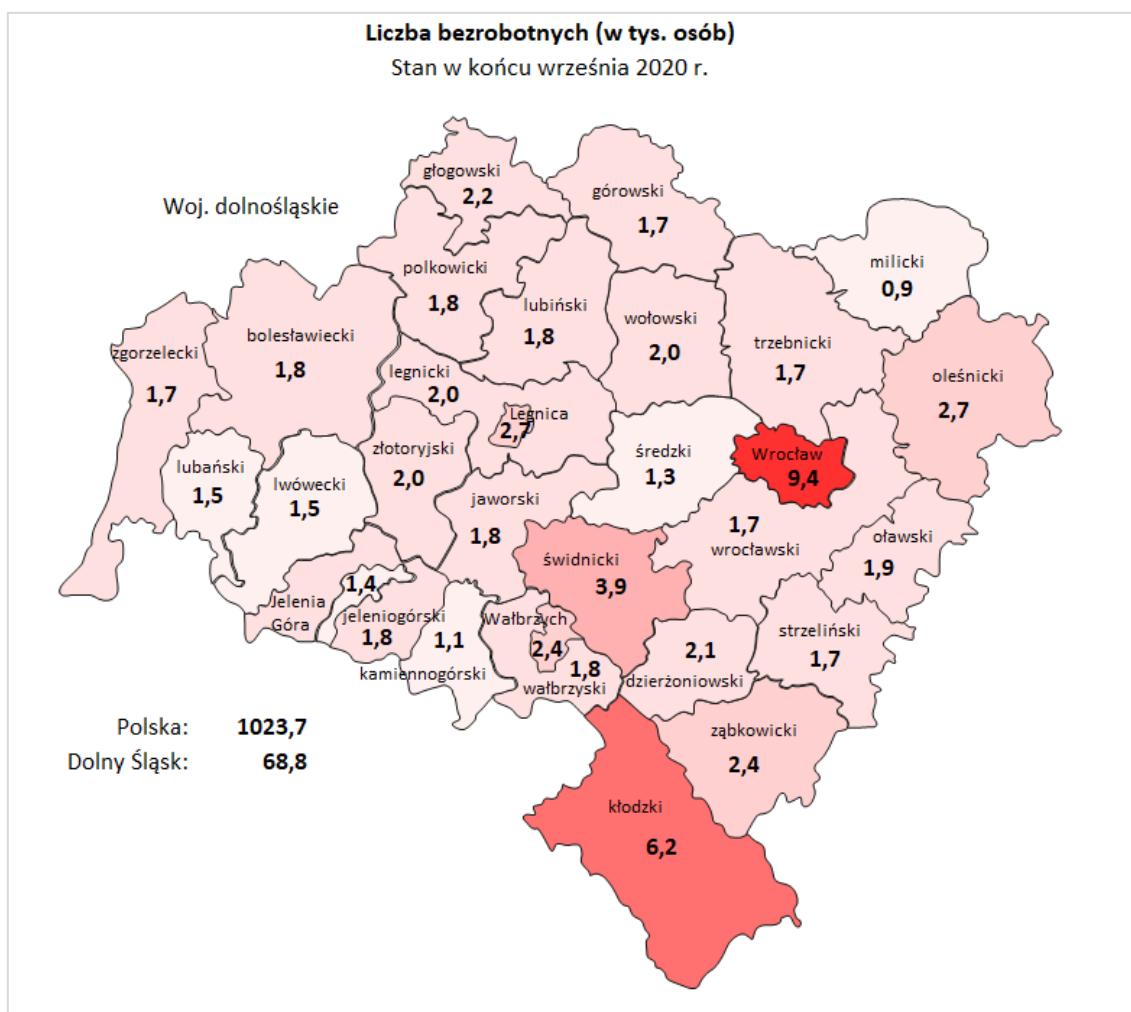 Liczba bezrobotnych (w tys. osób)
Stan w końcu września 2020 r.
Woj. dolnośląskie
głogowski
2,2
górowski
1,7
milicki
0,9
polkowicki
1,8
lubiński
1,8
wołowski
2,0
trzebnicki
1,7
oleśnicki
2,7
zgorzelecki
1,7
bolesławiecki
1,8
legnicki
2,0
Legnica
2,7
złotoryjski
2,0
lubański
1,5
lwówecki
1,5
jaworski
1,8
średzki
1,3
Wrocław
9,4
1,7
wrocławski
oławski
1,9
świdnicki
3,9
1,4
Jelenia
Góra
jeleniogórski
1,8
1,1
kamiennogórski
Wałbrzych
2,4
1,8
wałbrzyski
2,1
dzierżoniowski
strzeliński
1,7
ząbkowicki
2,4
kłodzki
6,2
Polska: 1023,7
Dolny Śląsk: 68,8